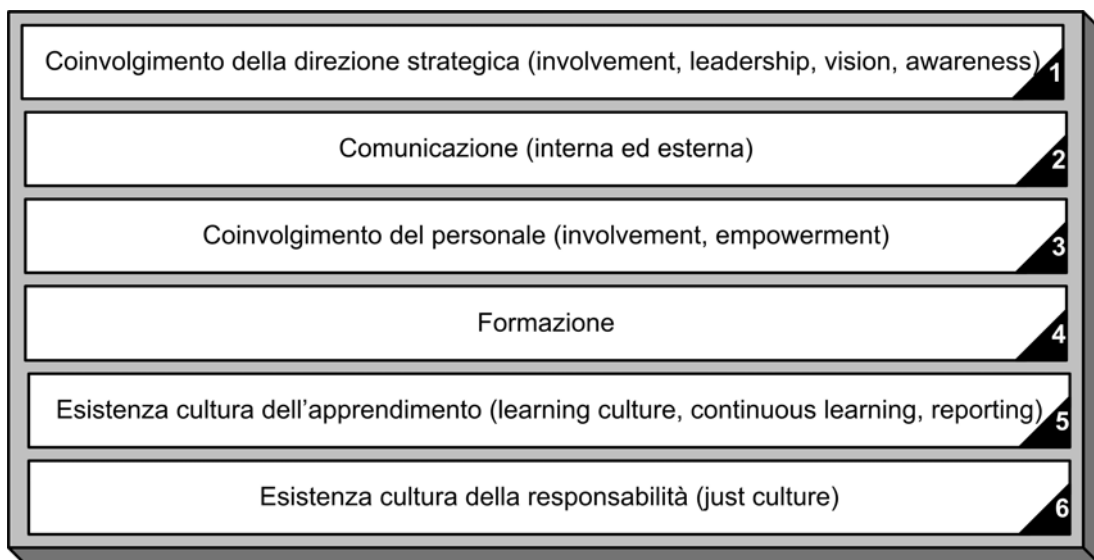 Coinvolgimento della direzione strategica (involvement, leadership, vision, awareness)
1
Comunicazione (interna ed esterna)
2
Coinvolgimento del personale (involvement, empowerment)
3
Formazione
4
Esistenza cultura dell'apprendimento (learning culture, continuous learning, reporting)
5
Esistenza cultura della responsabilità (just culture)
6